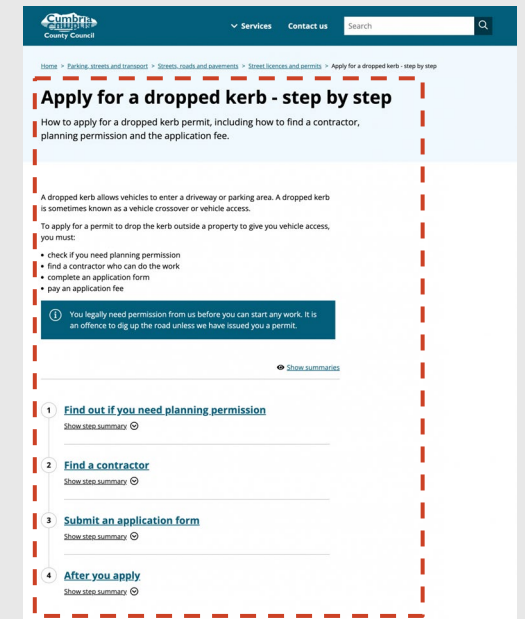 Cumbria
County Council
Services
Contact us
Search
Home > Parking, streets and transport > Streets, roads and pavements > Street licences and permits > Apply for a dropped kerb - step by step
Apply for a dropped kerb - step by step
How to apply for a dropped kerb permit, including how to find a contractor,
planning permission and the application fee.
A dropped kerb allows vehicles to enter a driveway or parking area. A dropped kerb
is sometimes known as a vehicle crossover or vehicle access.
To apply for a permit to drop the kerb outside a property to give you vehicle access,
you must:
• check if you need planning permission
• find a contractor who can do the work
• complete an application form
• pay an application fee
You legally need permission from us before you can start any work. It is
an offence to dig up the road unless we have issued you a permit.
Show summaries
1 Find out if you need planning permission
Show step summary
2 Find a contractor
Show step summary
3 Submit an application form
Show step summary
4 After you apply
Show step summary